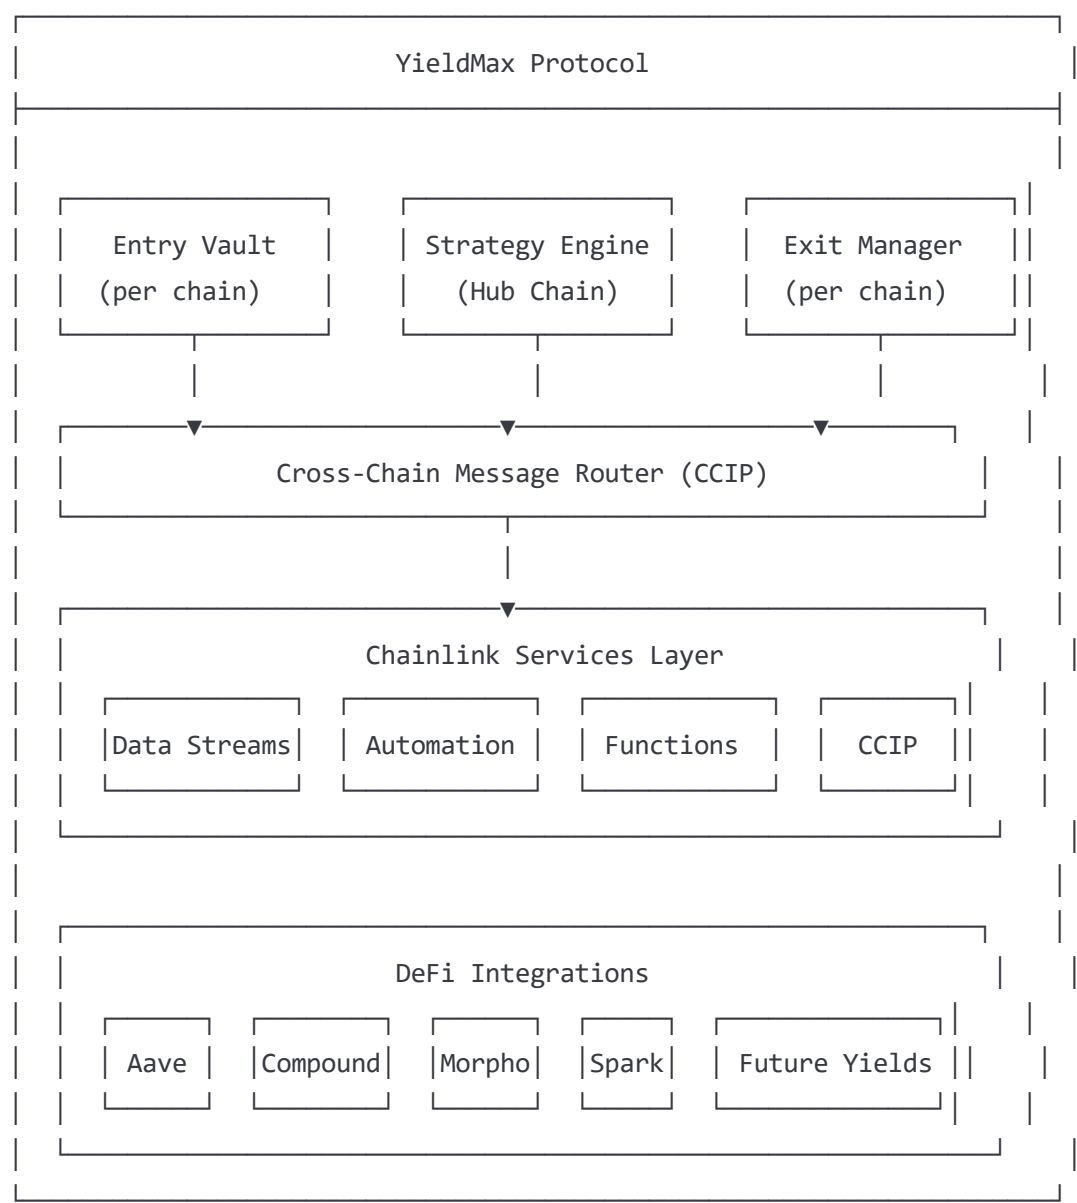 YieldMax Protocol
Entry Vault Strategy Engine Exit Manager
(per chain) (Hub Chain) (per chain)
Cross-Chain Message Router (CCIP)
Chainlink Services Layer
Data Streams Automation Functions CCIP
DeFi Integrations
Aave Compound Morpho Spark Future Yields